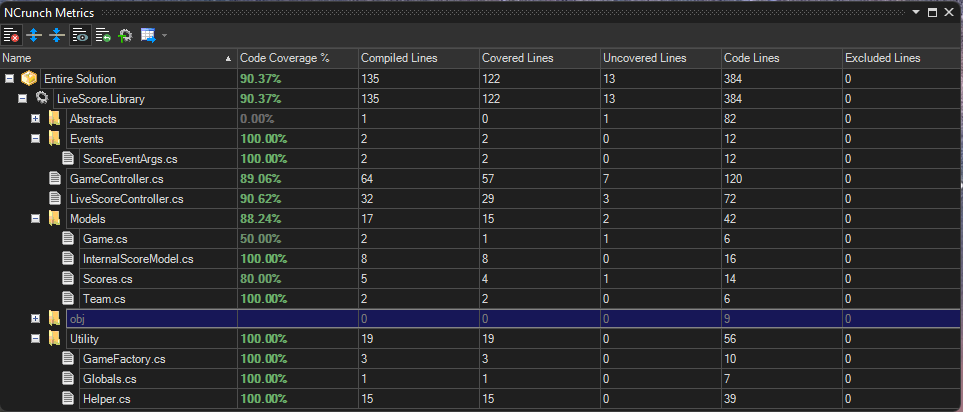 NCrunch Metrics
Name Code Coverage % Compiled Lines Covered Lines Uncovered Lines Code Lines Excluded Lines
Entire Solution 90.37% 135 122 13 384 0
LiveScore.Library 90.37% 135 122 13 384 0
Abstracts 0.00% 1 0 1 82 0
Events 100.00% 2 2 0 12 0
ScoreEventArgs.cs 100.00% 2 2 0 12 0
GameController.cs 89.06% 64 57 7 120 0
LiveScoreController.cs 90.62% 32 29 3 72 0
Models 88.24% 17 15 2 42 0
Game.cs 50.00% 2 1 1 6 0
InternalScoreModel.cs 100.00% 8 8 0 16 0
Scores.cs 80.00% 5 4 1 14 0
Team.cs 100.00% 2 2 0 6 0
obj 0 0 0 9 0
Utility 100.00% 19 19 0 56 0
GameFactory.cs 100.00% 3 3 0 10 0
Globals.cs 100.00% 1 1 0 7 0
Helper.cs 100.00% 15 15 0 39 0